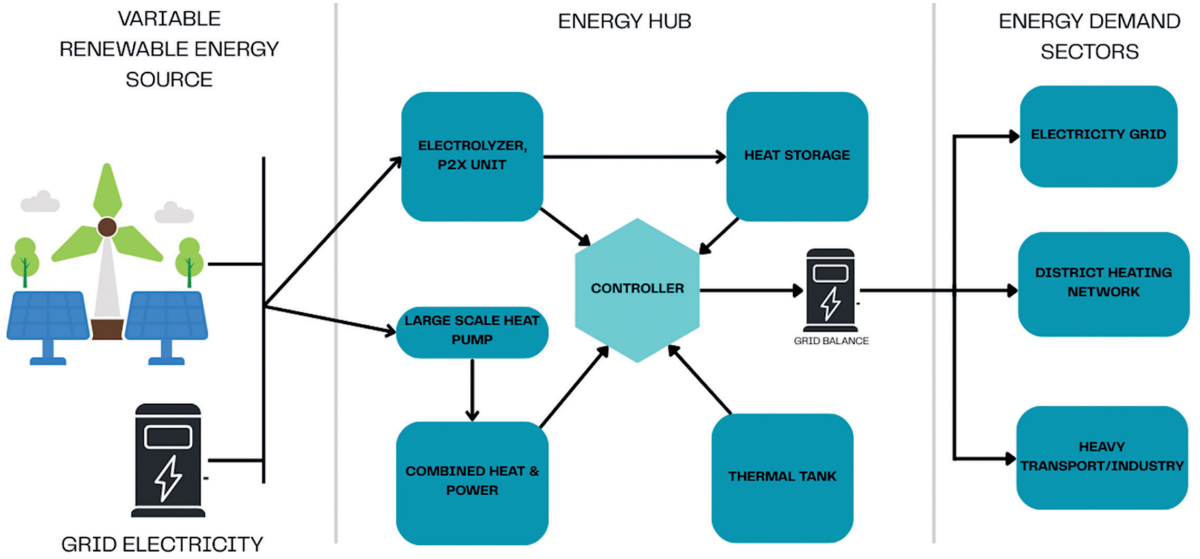 VARIABLE
RENEWABLE ENERGY
SOURCE
GRID ELECTRICITY
ENERGY HUB
ELECTROLYZER,
P2X UNIT
HEAT STORAGE
CONTROLLER
LARGE SCALE HEAT
PUMP
GRID BALANCE
COMBINED HEAT &
POWER
THERMAL TANK
ENERGY DEMAND
SECTORS
ELECTRICITY GRID
DISTRICT HEATING
NETWORK
HEAVY
TRANSPORT/INDUSTRY